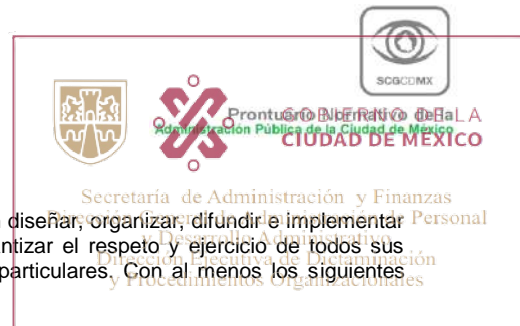 SCGCDMX
Prontuario Normativo de la
Administración Pública de la Ciudad de México
GOBIERNO DE LA
CIUDAD DE MÉXICO
Secretaría de Administración y Finanzas
Dirección General de Administración de Personal
y Desarrollo Administrativo
Dirección Ejecutiva de Dictaminación
y Procedimientos Organizacionales
diseñar, organizar, difundir e implementar
ntizar el respeto y ejercicio de todos sus
particulares. Con al menos los siguientes